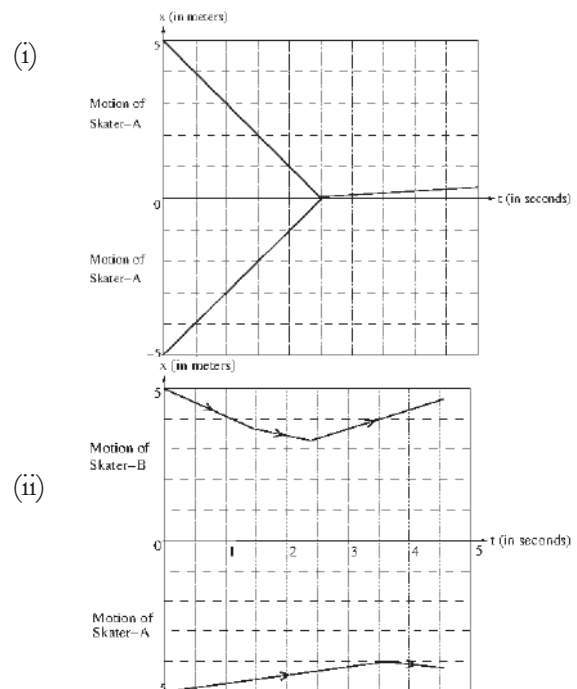 x (in meters)
5
(i)
Motion of
Skater-A
0
t (in seconds)
Motion of
Skater-A
-5
x (in meters)
5
Motion of
Skater-B
(ii)
0
1 2 3 4 5
t (in seconds)
Motion of
Skater-A
5